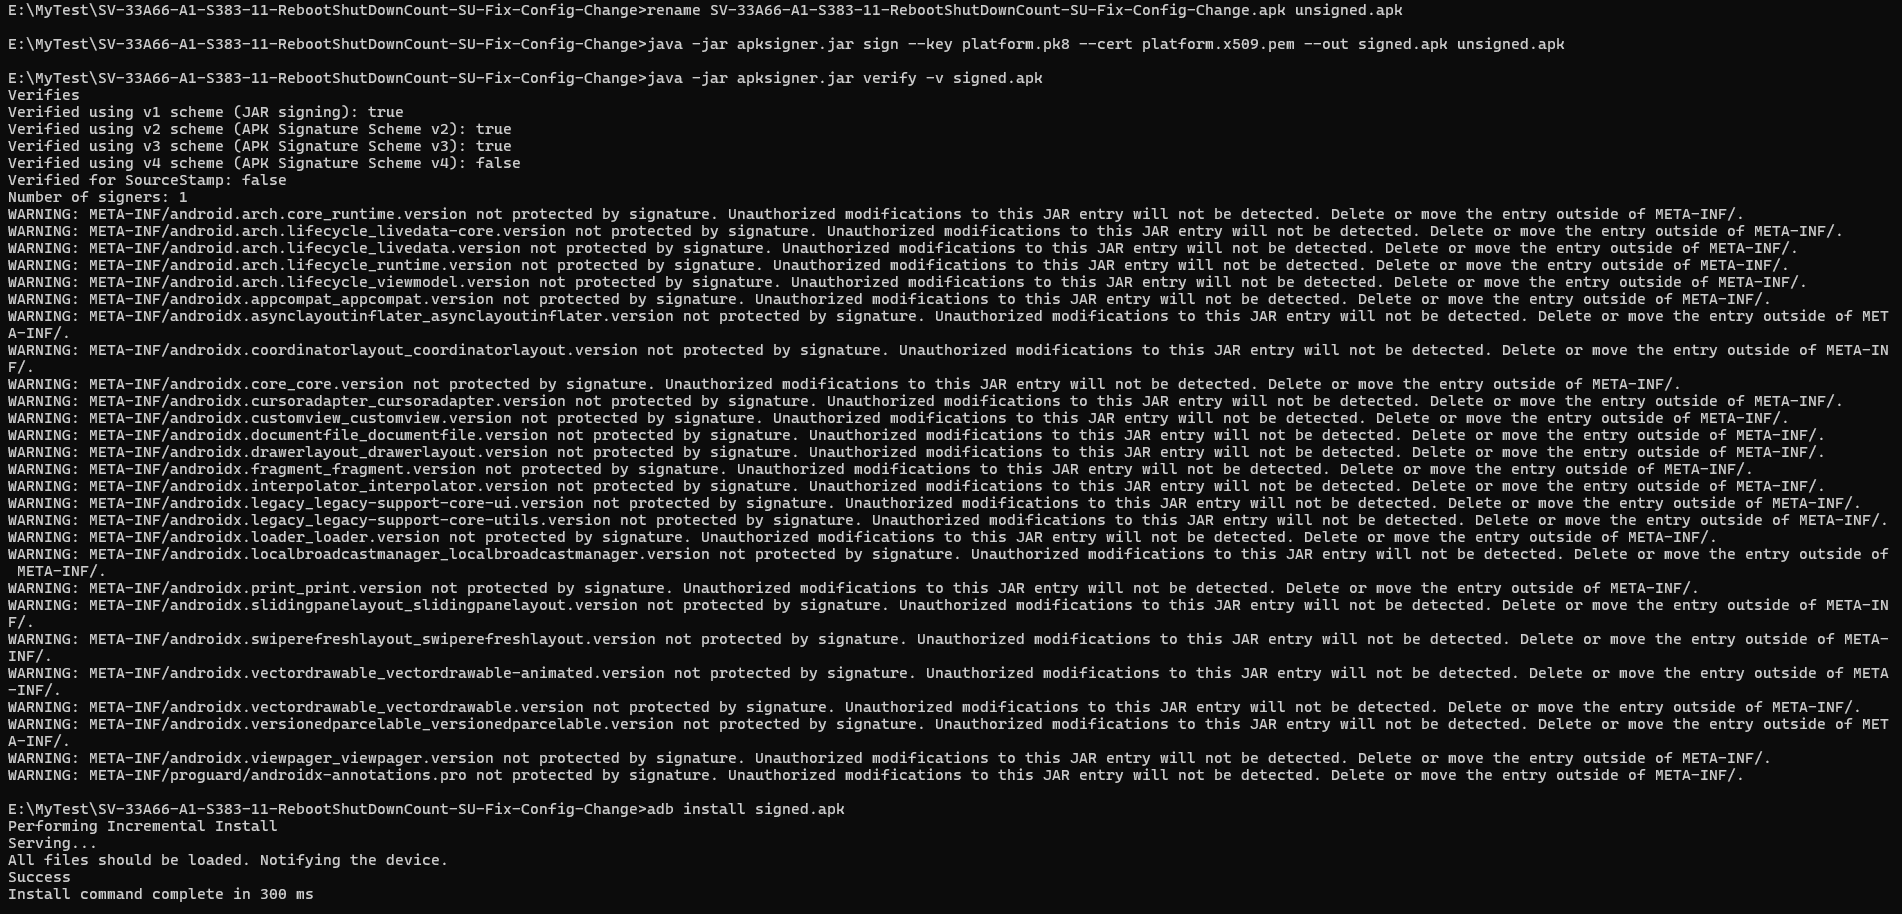 E:\MyTest\SV-33A66-A1-S383-11-RebootShutDownCount-SU-Fix-Config-Change>rename SV-33A66-A1-S383-11-RebootShutDownCount-SU-Fix-Config-Change.apk unsigned.apk
E:\MyTest\SV-33A66-A1-S383-11-RebootShutDownCount-SU-Fix-Config-Change>java -jar apksigner.jar sign --key platform.pk8 --cert platform.x509.pem --out signed.apk unsigned.apk
E:\MyTest\SV-33A66-A1-S383-11-RebootShutDownCount-SU-Fix-Config-Change>java -jar apksigner.jar verify -v signed.apk
Verifies
Verified using v1 scheme (JAR signing): true
Verified using v2 scheme (APK Signature Scheme v2): true
Verified using v3 scheme (APK Signature Scheme v3): true
Verified using v4 scheme (APK Signature Scheme v4): false
Verified for SourceStamp: false
Number of signers: 1
WARNING: META-INF/android.arch.core_runtime.version not protected by signature. Unauthorized modifications to this JAR entry will not be detected. Delete or move the entry outside of META-INF/.
WARNING: META-INF/android.arch.lifecycle_livedata-core.version not protected by signature. Unauthorized modifications to this JAR entry will not be detected. Delete or move the entry outside of META-INF/.
WARNING: META-INF/android.arch.lifecycle_livedata.version not protected by signature. Unauthorized modifications to this JAR entry will not be detected. Delete or move the entry outside of META-INF/.
WARNING: META-INF/android.arch.lifecycle_runtime.version not protected by signature. Unauthorized modifications to this JAR entry will not be detected. Delete or move the entry outside of META-INF/.
WARNING: META-INF/android.arch.lifecycle_viewmodel.version not protected by signature. Unauthorized modifications to this JAR entry will not be detected. Delete or move the entry outside of META-INF/.
WARNING: META-INF/androidx.appcompat_appcompat.version not protected by signature. Unauthorized modifications to this JAR entry will not be detected. Delete or move the entry outside of META-INF/.
WARNING: META-INF/androidx.asynclayoutinflater_asynclayoutinflater.version not protected by signature. Unauthorized modifications to this JAR entry will not be detected. Delete or move the entry outside of MET
A-INF/.
WARNING: META-INF/androidx.coordinatorlayout_coordinatorlayout.version not protected by signature. Unauthorized modifications to this JAR entry will not be detected. Delete or move the entry outside of META-IN
F/.
WARNING: META-INF/androidx.core_core.version not protected by signature. Unauthorized modifications to this JAR entry will not be detected. Delete or move the entry outside of META-INF/.
WARNING: META-INF/androidx.cursoradapter_cursoradapter.version not protected by signature. Unauthorized modifications to this JAR entry will not be detected. Delete or move the entry outside of META-INF/.
WARNING: META-INF/androidx.customview_customview.version not protected by signature. Unauthorized modifications to this JAR entry will not be detected. Delete or move the entry outside of META-INF/.
WARNING: META-INF/androidx.documentfile_documentfile.version not protected by signature. Unauthorized modifications to this JAR entry will not be detected. Delete or move the entry outside of META-INF/.
WARNING: META-INF/androidx.drawerlayout_drawerlayout.version not protected by signature. Unauthorized modifications to this JAR entry will not be detected. Delete or move the entry outside of META-INF/.
WARNING: META-INF/androidx.fragment_fragment.version not protected by signature. Unauthorized modifications to this JAR entry will not be detected. Delete or move the entry outside of META-INF/.
WARNING: META-INF/androidx.interpolator_interpolator.version not protected by signature. Unauthorized modifications to this JAR entry will not be detected. Delete or move the entry outside of META-INF/.
WARNING: META-INF/androidx.legacy_legacy-support-core-ui.version not protected by signature. Unauthorized modifications to this JAR entry will not be detected. Delete or move the entry outside of META-INF/.
WARNING: META-INF/androidx.legacy_legacy-support-core-utils.version not protected by signature. Unauthorized modifications to this JAR entry will not be detected. Delete or move the entry outside of META-INF/.
WARNING: META-INF/androidx.loader_loader.version not protected by signature. Unauthorized modifications to this JAR entry will not be detected. Delete or move the entry outside of META-INF/.
WARNING: META-INF/androidx.localbroadcastmanager_localbroadcastmanager.version not protected by signature. Unauthorized modifications to this JAR entry will not be detected. Delete or move the entry outside of
META-INF/.
WARNING: META-INF/androidx.print_print.version not protected by signature. Unauthorized modifications to this JAR entry will not be detected. Delete or move the entry outside of META-INF/.
WARNING: META-INF/androidx.slidingpanelayout_slidingpanelayout.version not protected by signature. Unauthorized modifications to this JAR entry will not be detected. Delete or move the entry outside of META-IN
F/.
WARNING: META-INF/androidx.swiperefreshlayout_swiperefreshlayout.version not protected by signature. Unauthorized modifications to this JAR entry will not be detected. Delete or move the entry outside of META-
INF/.
WARNING: META-INF/androidx.vectordrawable_vectordrawable-animated.version not protected by signature. Unauthorized modifications to this JAR entry will not be detected. Delete or move the entry outside of META
-INF/.
WARNING: META-INF/androidx.vectordrawable_vectordrawable.version not protected by signature. Unauthorized modifications to this JAR entry will not be detected. Delete or move the entry outside of META-INF/.
WARNING: META-INF/androidx.versionedparcelable_versionedparcelable.version not protected by signature. Unauthorized modifications to this JAR entry will not be detected. Delete or move the entry outside of MET
A-INF/.
WARNING: META-INF/androidx.viewpager_viewpager.version not protected by signature. Unauthorized modifications to this JAR entry will not be detected. Delete or move the entry outside of META-INF/.
WARNING: META-INF/proguard/androidx-annotations.pro not protected by signature. Unauthorized modifications to this JAR entry will not be detected. Delete or move the entry outside of META-INF/.
E:\MyTest\SV-33A66-A1-S383-11-RebootShutDownCount-SU-Fix-Config-Change>adb install signed.apk
Performing Incremental Install
Serving...
All files should be loaded. Notifying the device.
Success
Install command complete in 300 ms